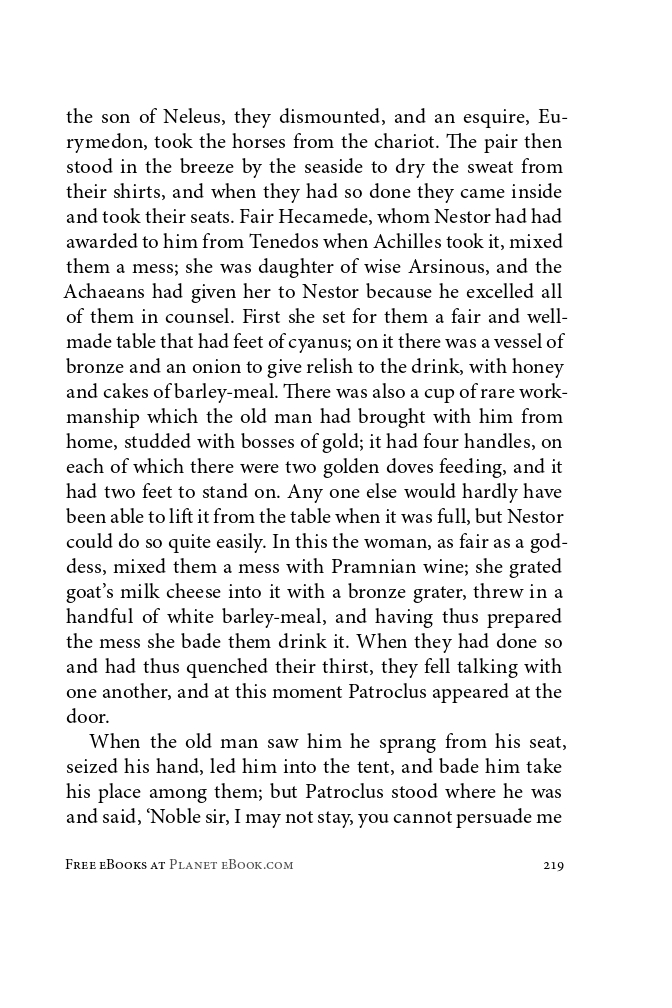 the son of Neleus, they dismounted, and an esquire, Eu-
rymedon, took the horses from the chariot. The pair then
stood in the breeze by the seaside to dry the sweat from
their shirts, and when they had so done they came inside
and took their seats. Fair Hecamede, whom Nestor had had
awarded to him from Tenedos when Achilles took it, mixed
them a mess; she was daughter of wise Arsinous, and the
Achaeans had given her to Nestor because he excelled all
of them in counsel. First she set for them a fair and well-
made table that had feet of cyanus; on it there was a vessel of
bronze and an onion to give relish to the drink, with honey
and cakes of barley-meal. There was also a cup of rare work-
manship which the old man had brought with him from
home, studded with bosses of gold; it had four handles, on
each of which there were two golden doves feeding, and it
had two feet to stand on. Any one else would hardly have
been able to lift it from the table when it was full, but Nestor
could do so quite easily. In this the woman, as fair as a god-
dess, mixed them a mess with Pramnian wine; she grated
goat’s milk cheese into it with a bronze grater, threw in a
handful of white barley-meal, and having thus prepared
the mess she bade them drink it. When they had done so
and had thus quenched their thirst, they fell talking with
one another, and at this moment Patroclus appeared at the
door.
When the old man saw him he sprang from his seat,
seized his hand, led him into the tent, and bade him take
his place among them; but Patroclus stood where he was
and said, ‘Noble sir, I may not stay, you cannot persuade me
Free eBooks at Planet eBook.com 219